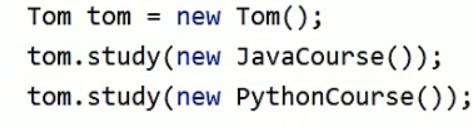 Tom tom = new Tom();
tom.study(new JavaCourse());
tom.study(new PythonCourse());